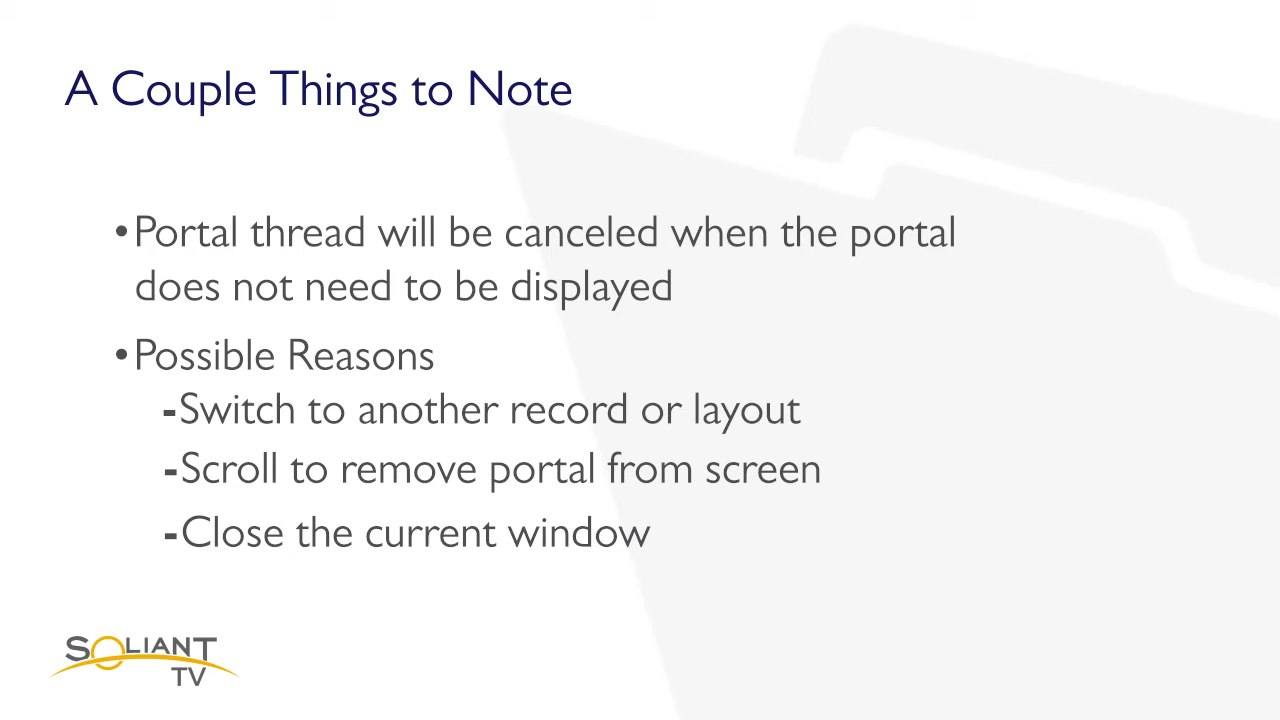 A Couple Things to Note
•Portal thread will be canceled when the portal
does not need to be displayed
•Possible Reasons
-Switch to another record or layout
-Scroll to remove portal from screen
-Close the current window
SOLIANT
TV